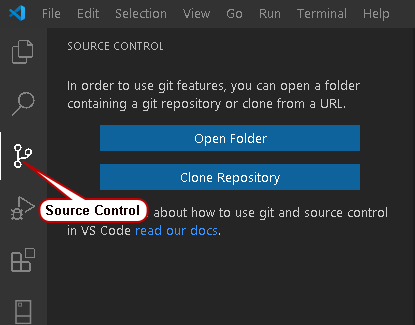 File Edit Selection View Go Run Terminal Help
SOURCE CONTROL
In order to use git features, you can open a folder
containing a git repository or clone from a URL.
Open Folder
Clone Repository
Source Control
about how to use git and source control
in VS Code read our docs.